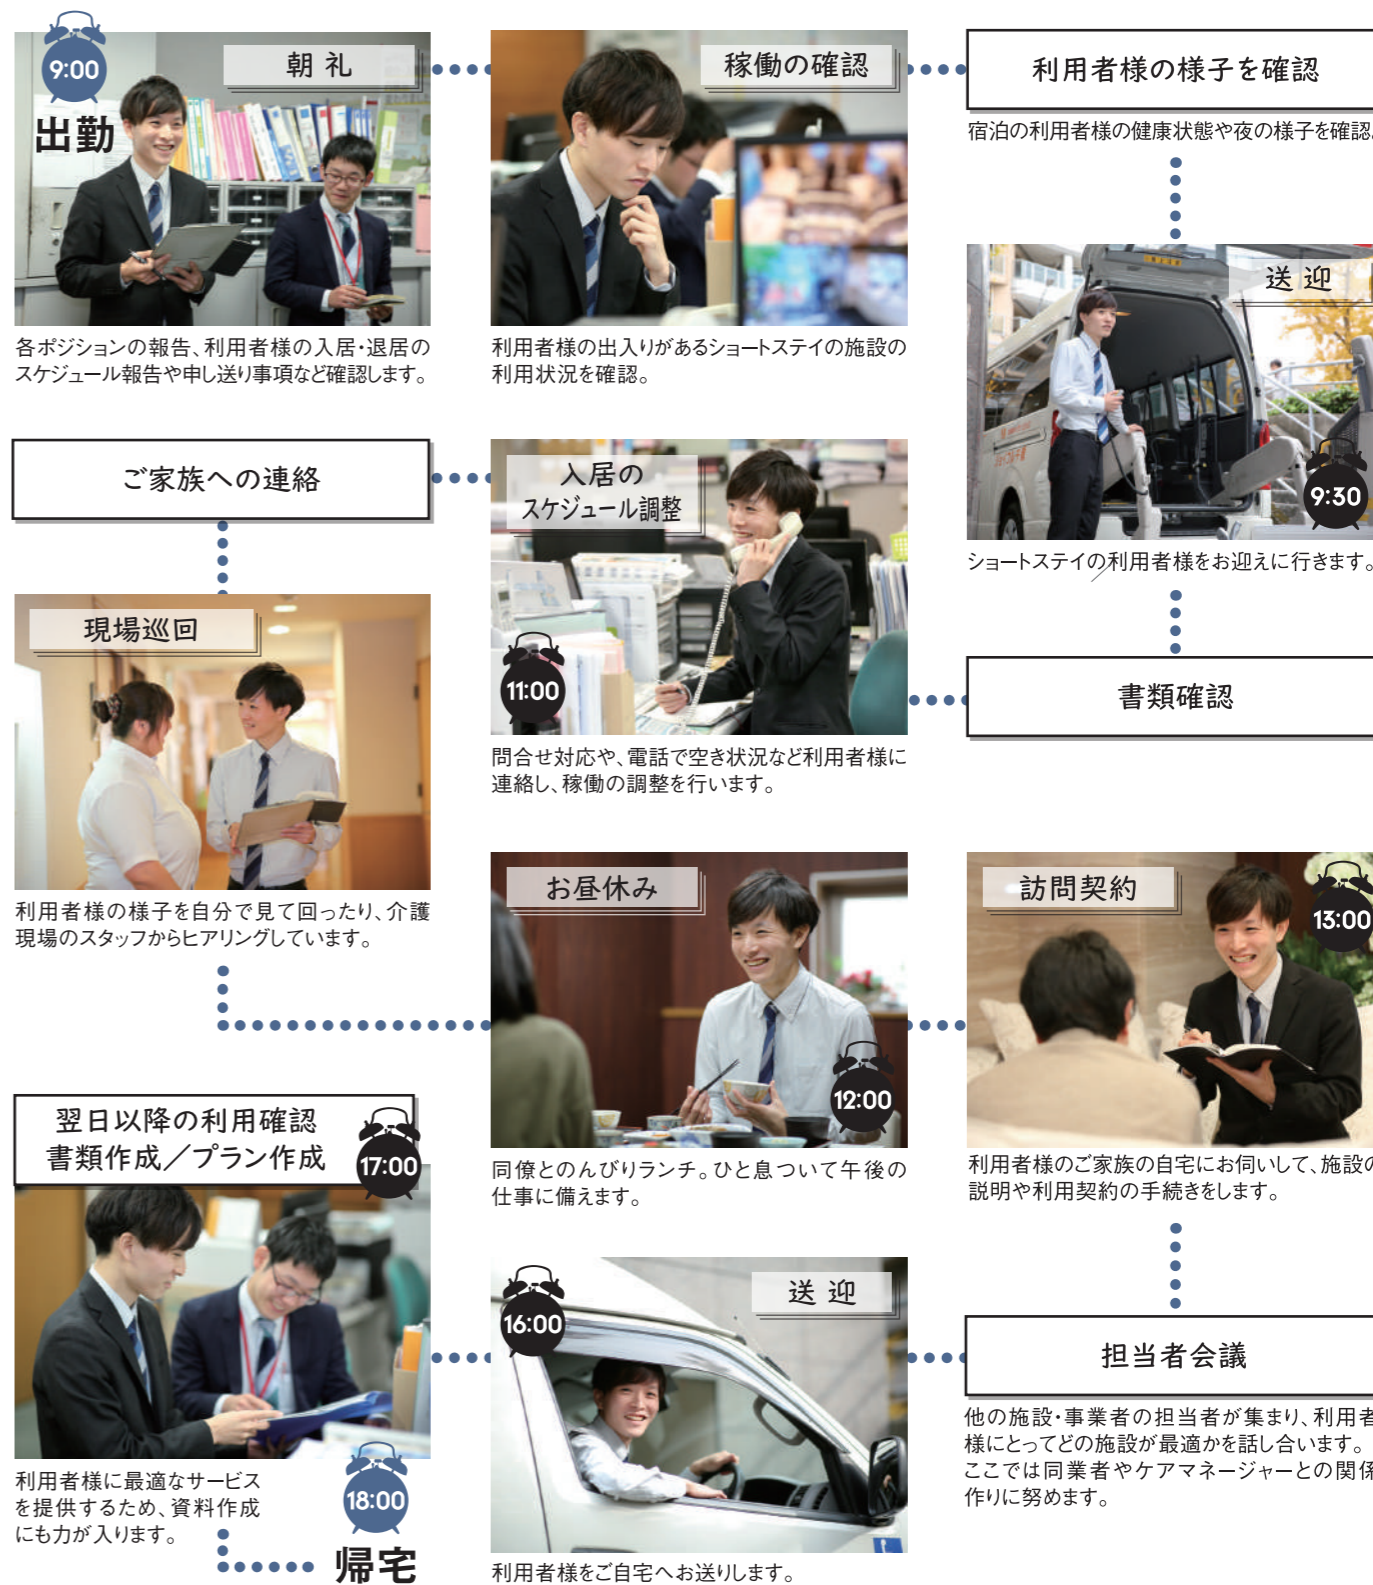 9:00
出勤
朝礼
各ポジションの報告、利用者様の入居・退居の
スケジュール報告や申し送り事項など確認します。
稼働の確認
利用者様の出入りがあるショートステイの施設の
利用状況を確認。
利用者様の様子を確認
宿泊の利用者様の健康状態や夜の様子を確認。
送迎
9:30
ショートステイの利用者様をお迎えに行きます。
書類確認
入居の
スケジュール調整
11:00
問合せ対応や、電話で空き状況など利用者様に
連絡し、稼働の調整を行います。
ご家族への連絡
現場巡回
利用者様の様子を自分で見て回ったり、介護
現場のスタッフからヒアリングしています。
お昼休み
12:00
同僚とのんびりランチ。ひと息ついて午後の
仕事に備えます。
訪問契約
13:00
利用者様のご家族の自宅にお伺いして、施設の
説明や利用契約の手続きをします。
担当者会議
他の施設・事業者の担当者が集まり、利用者
様にとってどの施設が最適かを話し合います。
ここでは同業者やケアマネージャーとの関係
作りに努めます。
16:00
送迎
利用者様をご自宅へお送りします。
翌日以降の利用確認
書類作成／プラン作成
17:00
利用者様に最適なサービス
を提供するため、資料作成
にも力が入ります。
18:00
帰宅